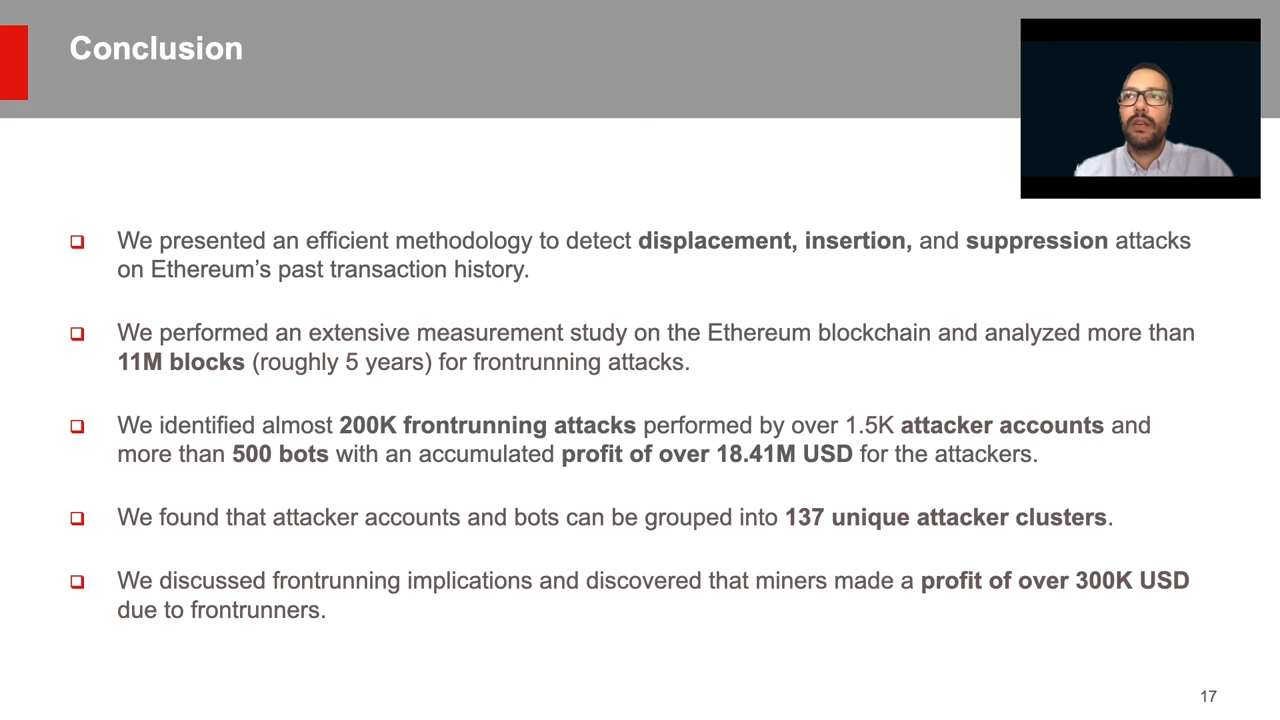 Conclusion
We presented an efficient methodology to detect displacement, insertion, and suppression attacks
on Ethereum’s past transaction history.
We performed an extensive measurement study on the Ethereum blockchain and analyzed more than
11M blocks (roughly 5 years) for frontrunning attacks.
We identified almost 200K frontrunning attacks performed by over 1.5K attacker accounts and
more than 500 bots with an accumulated profit of over 18.41M USD for the attackers.
We found that attacker accounts and bots can be grouped into 137 unique attacker clusters.
We discussed frontrunning implications and discovered that miners made a profit of over 300K USD
due to frontrunners.
17